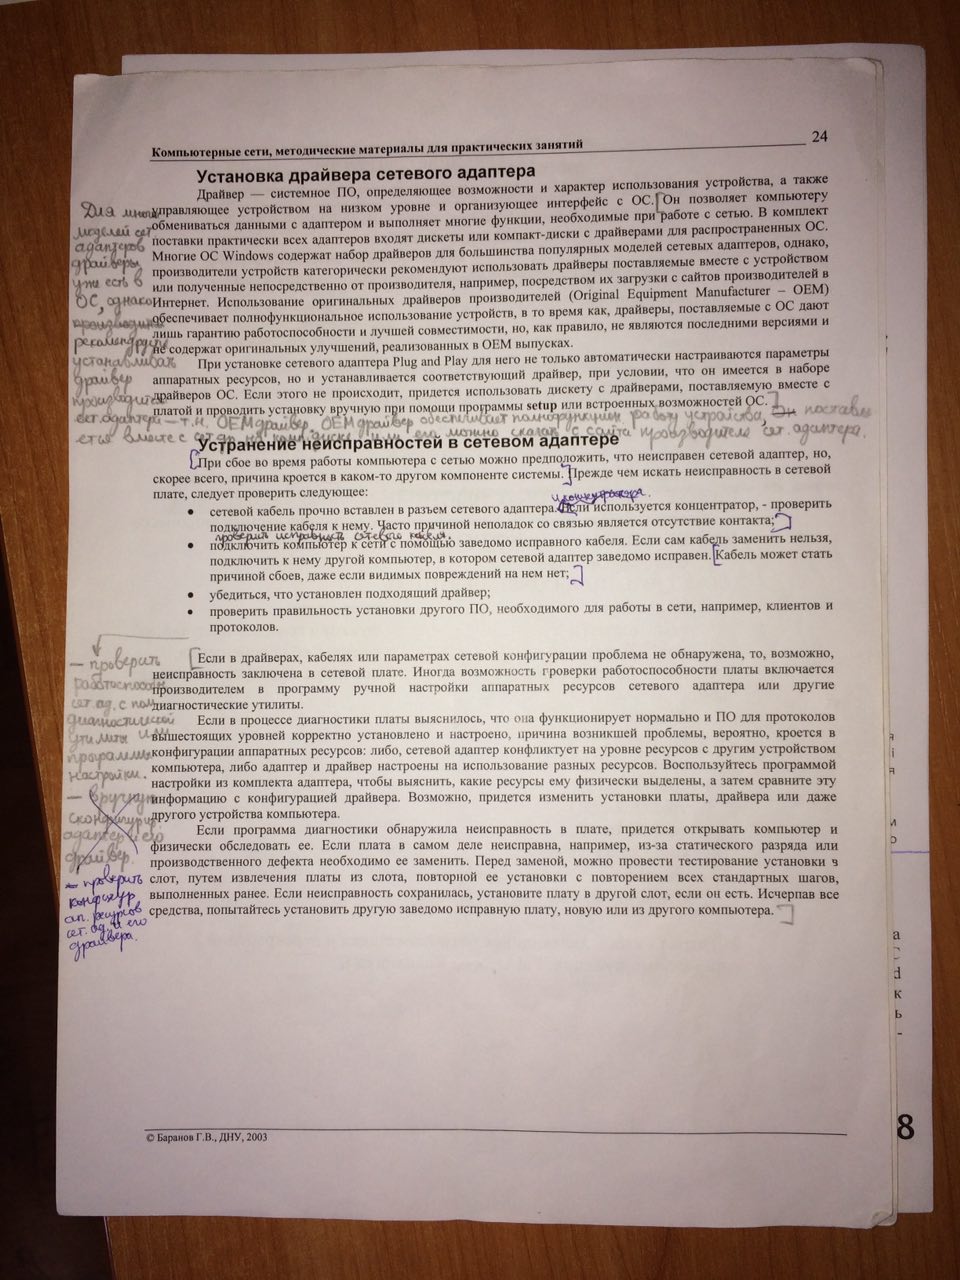 24
Компьютерные сети, методические материалы для практических занятий
Установка драйвера сетевого адаптера
Драйвер — системное ПО, определяющее возможности и характер использования устройства, а также
управляющее устройством на низком уровне и организующее интерфейс с ОС. Он позволяет компьютеру
обмениваться данными с адаптером и выполняет многие функции, необходимые при работе с сетью. В комплект
поставки практически всех адаптеров входят дискеты или компакт-диски с драйверами для распространенных ОС.
Многие ОС Windows содержат набор драйверов для большинства популярных моделей сетевых адаптеров, однако,
производители устройств категорически рекомендуют использовать драйверы поставляемые вместе с устройством
или полученные непосредственно от производителя, например, посредством их загрузки с сайтов производителей в
Интернет. Использование оригинальных драйверов производителей (Original Equipment Manufacturer – OEM)
обеспечивает полнофункциональное использование устройств, в то время как, драйверы, поставляемые с ОС дают
лишь гарантию работоспособности и лучшей совместимости, но, как правило, не являются последними версиями и
не содержат оригинальных улучшений, реализованных в OEM выпусках.
При установке сетевого адаптера Plug and Play для него не только автоматически настраиваются параметры
аппаратных ресурсов, но и устанавливается соответствующий драйвер, при условии, что он имеется в наборе
драйверов ОС. Если этого не происходит, придется использовать дискету с драйверами, поставляемую вместе с
платой и проводить установку вручную при помощи программы setup или встроенных возможностей ОС.
Для многих
моделей сет
адаптеров
драйверы
уже есть в
ОС, однако
производители
рекомендуют
устанавливать
драйвер
производителя
сет. адаптера – т.н. OEM драйвер. OEM драйвер обеспечивает полнофункцион работу устройства, он поставля
ется вместе с сет. ад. на комп. диске или его можно скачать с сайта производителя сет. адаптера.
Устранение неисправностей в сетевом адаптере
При сбое во время работы компьютера с сетью можно предположить, что неисправен сетевой адаптер, но,
скорее всего, причина кроется в каком-то другом компоненте системы. Прежде чем искать неисправность в сетевой
плате, следует проверить следующее:
и концентратора.
• сетевой кабель прочно вставлен в разъем сетевого адаптера. Если используется концентратор, - проверить
подключение кабеля к нему. Часто причиной неполадок со связью является отсутствие контакта;
проверить исправность сетевого кабеля.
• подключить компьютер к сети с помощью заведомо исправного кабеля. Если сам кабель заменить нельзя,
подключить к нему другой компьютер, в котором сетевой адаптер заведомо исправен. Кабель может стать
причиной сбоев, даже если видимых повреждений на нем нет;
• убедиться, что установлен подходящий драйвер;
• проверить правильность установки другого ПО, необходимого для работы в сети, например, клиентов и
протоколов.
Если в драйверах, кабелях или параметрах сетевой конфигурации проблема не обнаружена, то, возможно,
неисправность заключена в сетевой плате. Иногда возможность проверки работоспособности платы включается
производителем в программу ручной настройки аппаратных ресурсов сетевого адаптера или другие
диагностические утилиты.
Если в процессе диагностики платы выяснилось, что она функционирует нормально и ПО для протоколов
вышестоящих уровней корректно установлено и настроено, причина возникшей проблемы, вероятно, кроется в
конфигурации аппаратных ресурсов: либо, сетевой адаптер конфликтует на уровне ресурсов с другим устройством
компьютера, либо адаптер и драйвер настроены на использование разных ресурсов. Воспользуйтесь программой
настройки из комплекта адаптера, чтобы выяснить, какие ресурсы ему физически выделены, а затем сравните эту
информацию с конфигурацией драйвера. Возможно, придется изменить установки платы, драйвера или даже
другого устройства компьютера.
Если программа диагностики обнаружила неисправность в плате, придется открывать компьютер и
физически обследовать ее. Если плата в самом деле неисправна, например, из-за статического разряда или
производственного дефекта необходимо ее заменить. Перед заменой, можно провести тестирование установки в
слот, путем извлечения платы из слота, повторной ее установки с повторением всех стандартных шагов,
выполненных ранее. Если неисправность сохранилась, установите плату в другой слот, если он есть. Исчерпав все
средства, попытайтесь установить другую заведомо исправную плату, новую или из другого компьютера.
– проверить
работоспособн
сет. ад. с пом
диагностической
утилиты или
программы
настройки.
– вручную
сконфигурир.
адаптер и его
драйвер.
– проверить
конфигур.
ап. ресурсов
сет. ад. и его
драйвера.
© Баранов Г.В., ДНУ, 2003
8